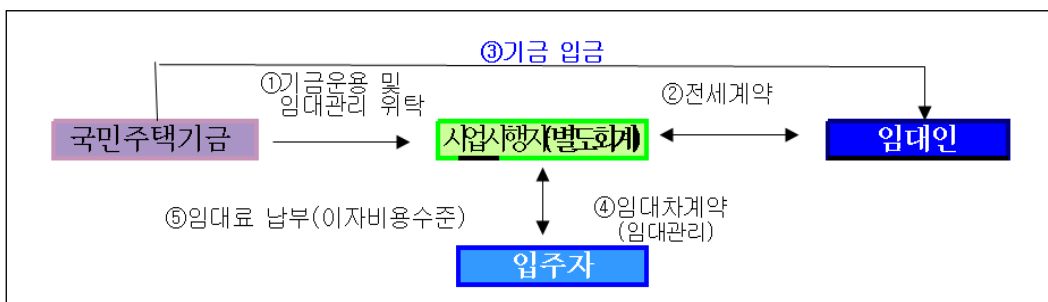 ③기금 입금
①기금운용 및
임대관리 위탁
②전세계약
국민주택기금
사업시행자(별도회계)
임대인
⑤임대료 납부(이자비용수준)
④임대차계약
(임대관리)
입주자